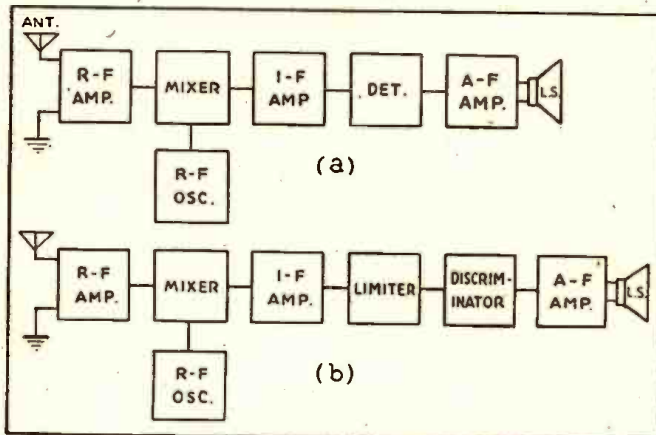 ANT.
R-F
AMP.
MIXER
I-F
AMP
DET.
A-F
AMP.
L.S.
R-F
OSC.
(a)
R-F
AMP.
MIXER
I-F
AMP.
LIMITER
DISCRIM-
INATOR
A-F
AMP.
L.S.
R-F
OSC.
(b)